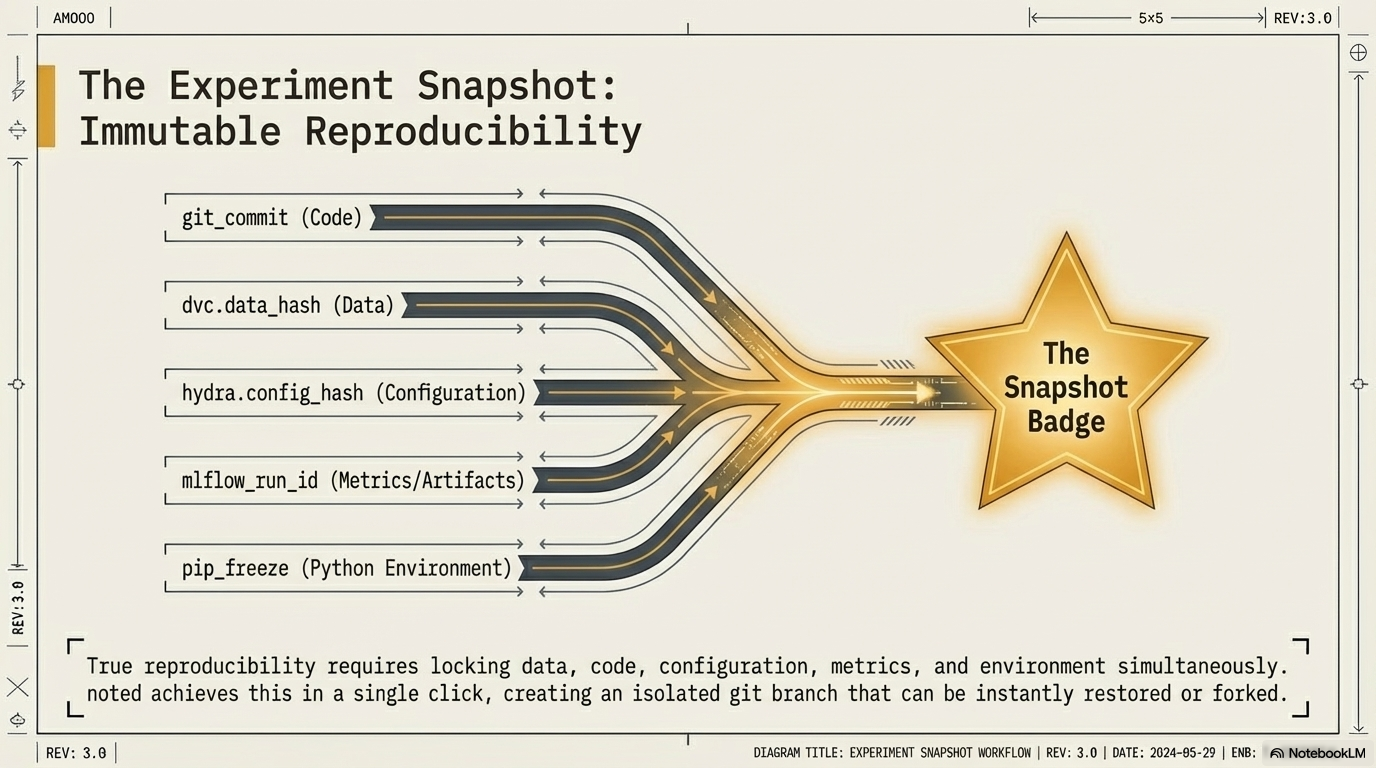 AMOOO
5×5
REV:3.0
The Experiment Snapshot:
Immutable Reproducibility
git_commit (Code)
dvc.data_hash (Data)
hydra.config_hash (Configuration)
mlflow_run_id (Metrics/Artifacts)
pip_freeze (Python Environment)
The
Snapshot
Badge
REV:3.0
True reproducibility requires locking data, code, configuration, metrics, and environment simultaneously.
noted achieves this in a single click, creating an isolated git branch that can be instantly restored or forked.
REV: 3.0
DIAGRAM TITLE: EXPERIMENT SNAPSHOT WORKFLOW | REV: 3.0 | DATE: 2024-05-29 | ENB:
NotebookLM